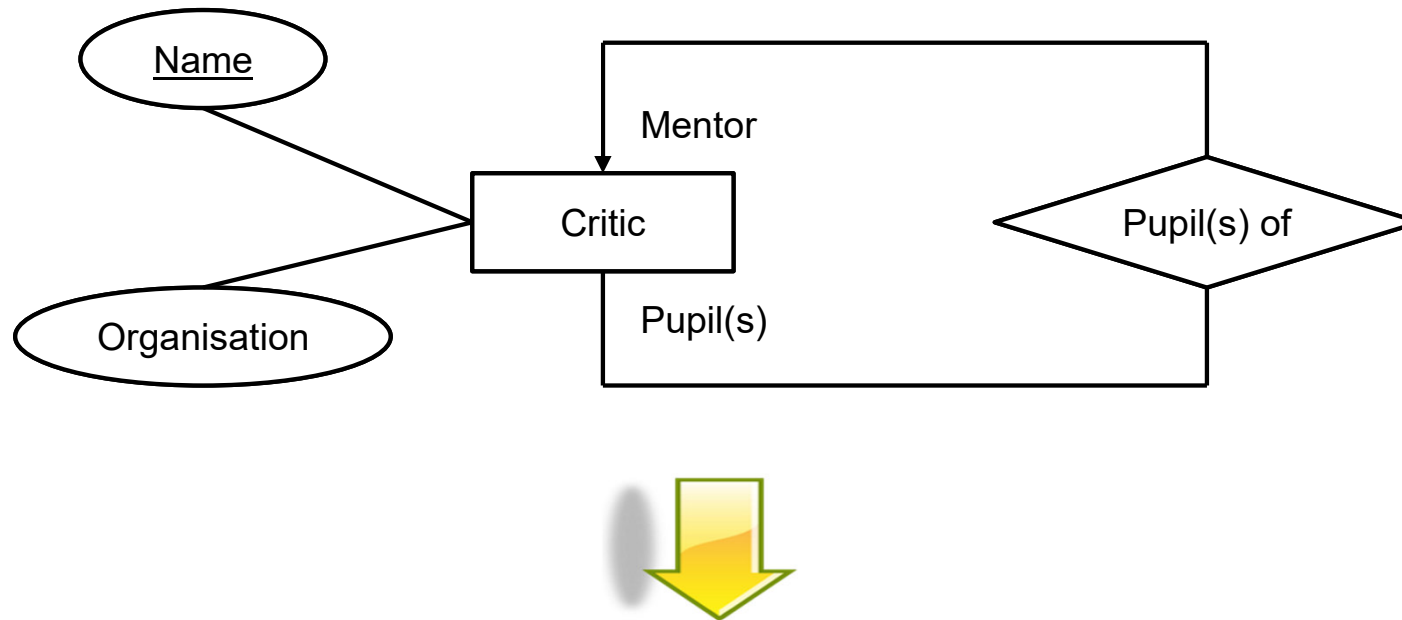 Name
Mentor
Critic
Pupil(s) of
Pupil(s)
Organisation